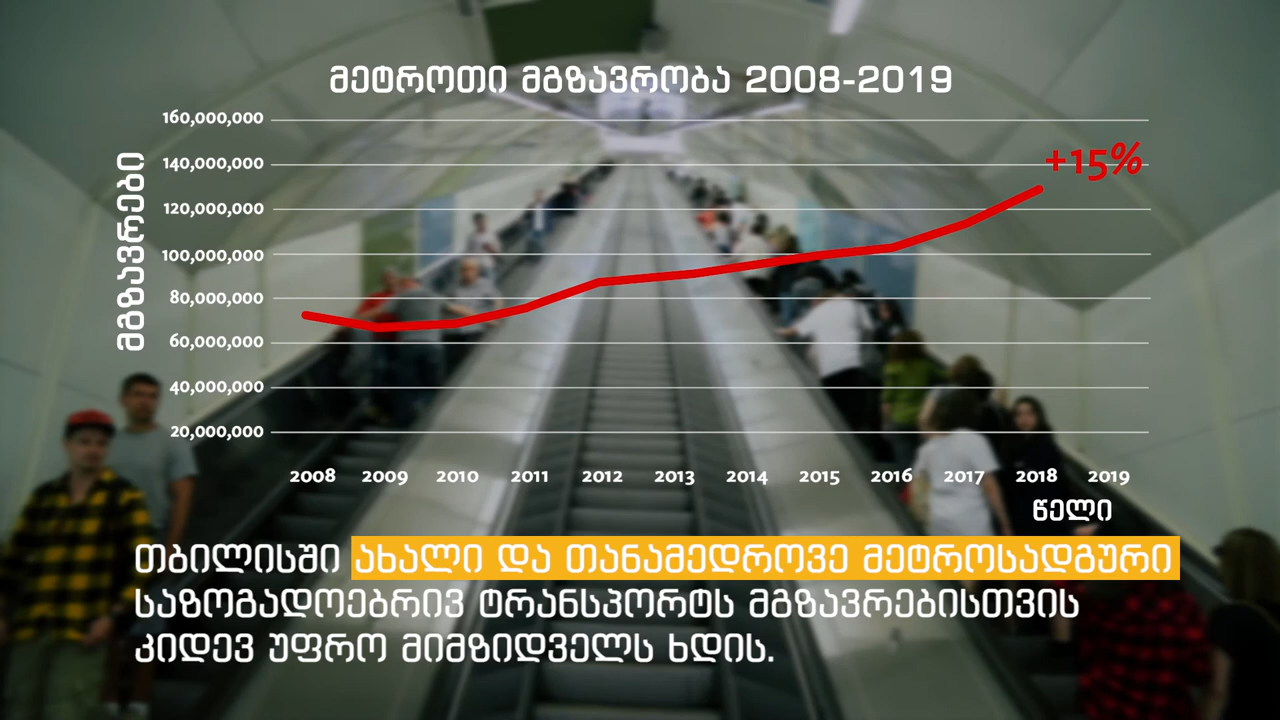 მეტროთი მგზავრობა 2008-2019
მგზავრები
160,000,000
140,000,000
120,000,000
100,000,000
80,000,000
60,000,000
40,000,000
20,000,000
+15%
2008 2009 2010 2011 2012 2013 2014 2015 2016 2017 2018 2019
წელი
თბილისში ახალი და თანამედროვე მეტროსადგური
საზოგადოებრივ ტრანსპორტს მგზავრებისთვის
კიდევ უფრო მიმზიდველს ხდის.